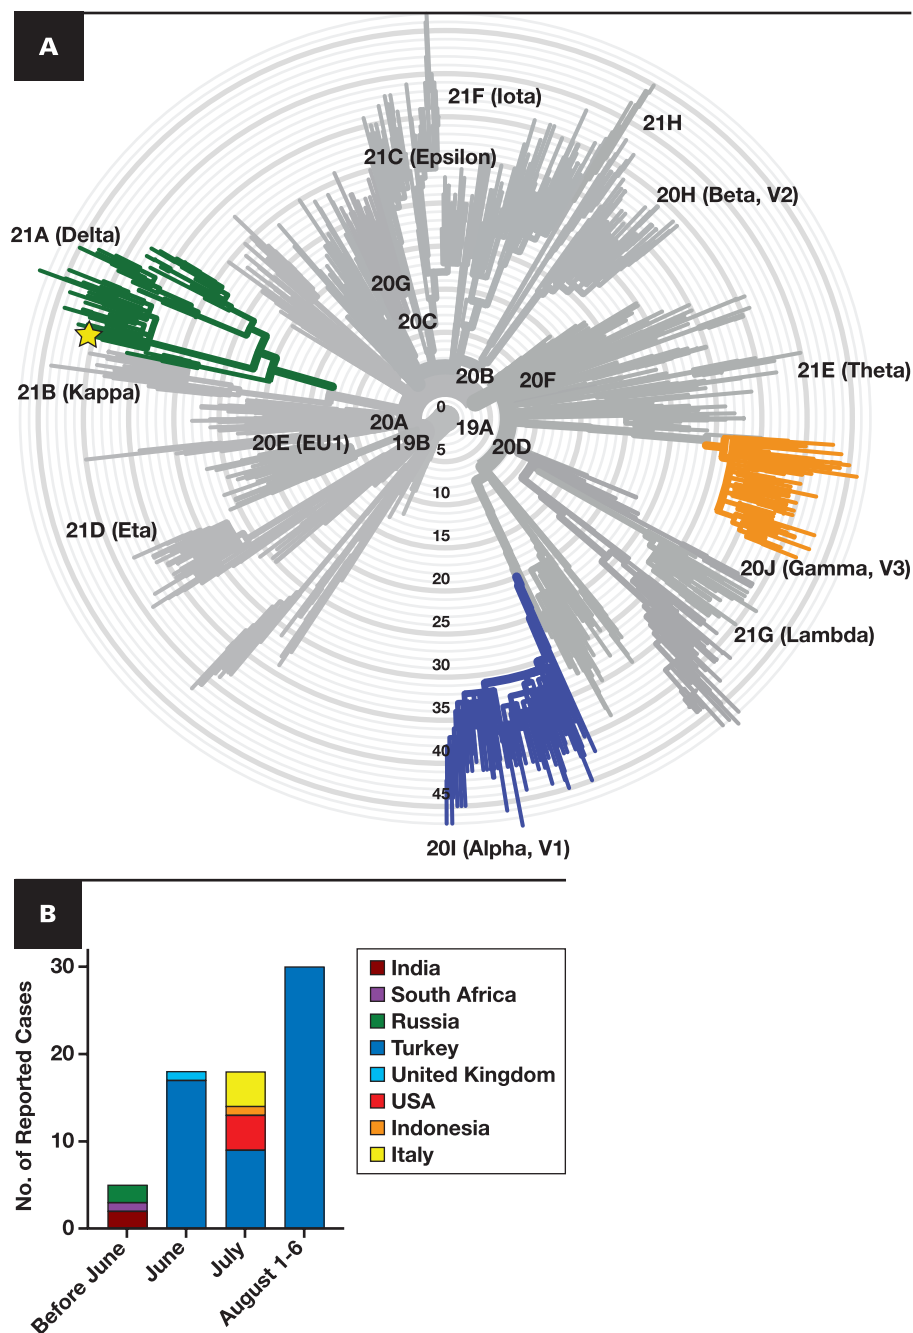 A
21F (Iota)
21H
21C (Epsilon)
20H (Beta, V2)
21A (Delta)
20G
20C
21E (Theta)
20B
20F
21B (Kappa)
0
20A
19A
20E (EU1)
19B
20D
5
10
21D (Eta)
15
20J (Gamma, V3)
20
25
21G (Lambda)
30
35
40
45
20I (Alpha, V1)
B
No. of Reported Cases
30
20
10
0
Before June
June
July
August 1-6
India
South Africa
Russia
Turkey
United Kingdom
USA
Indonesia
Italy